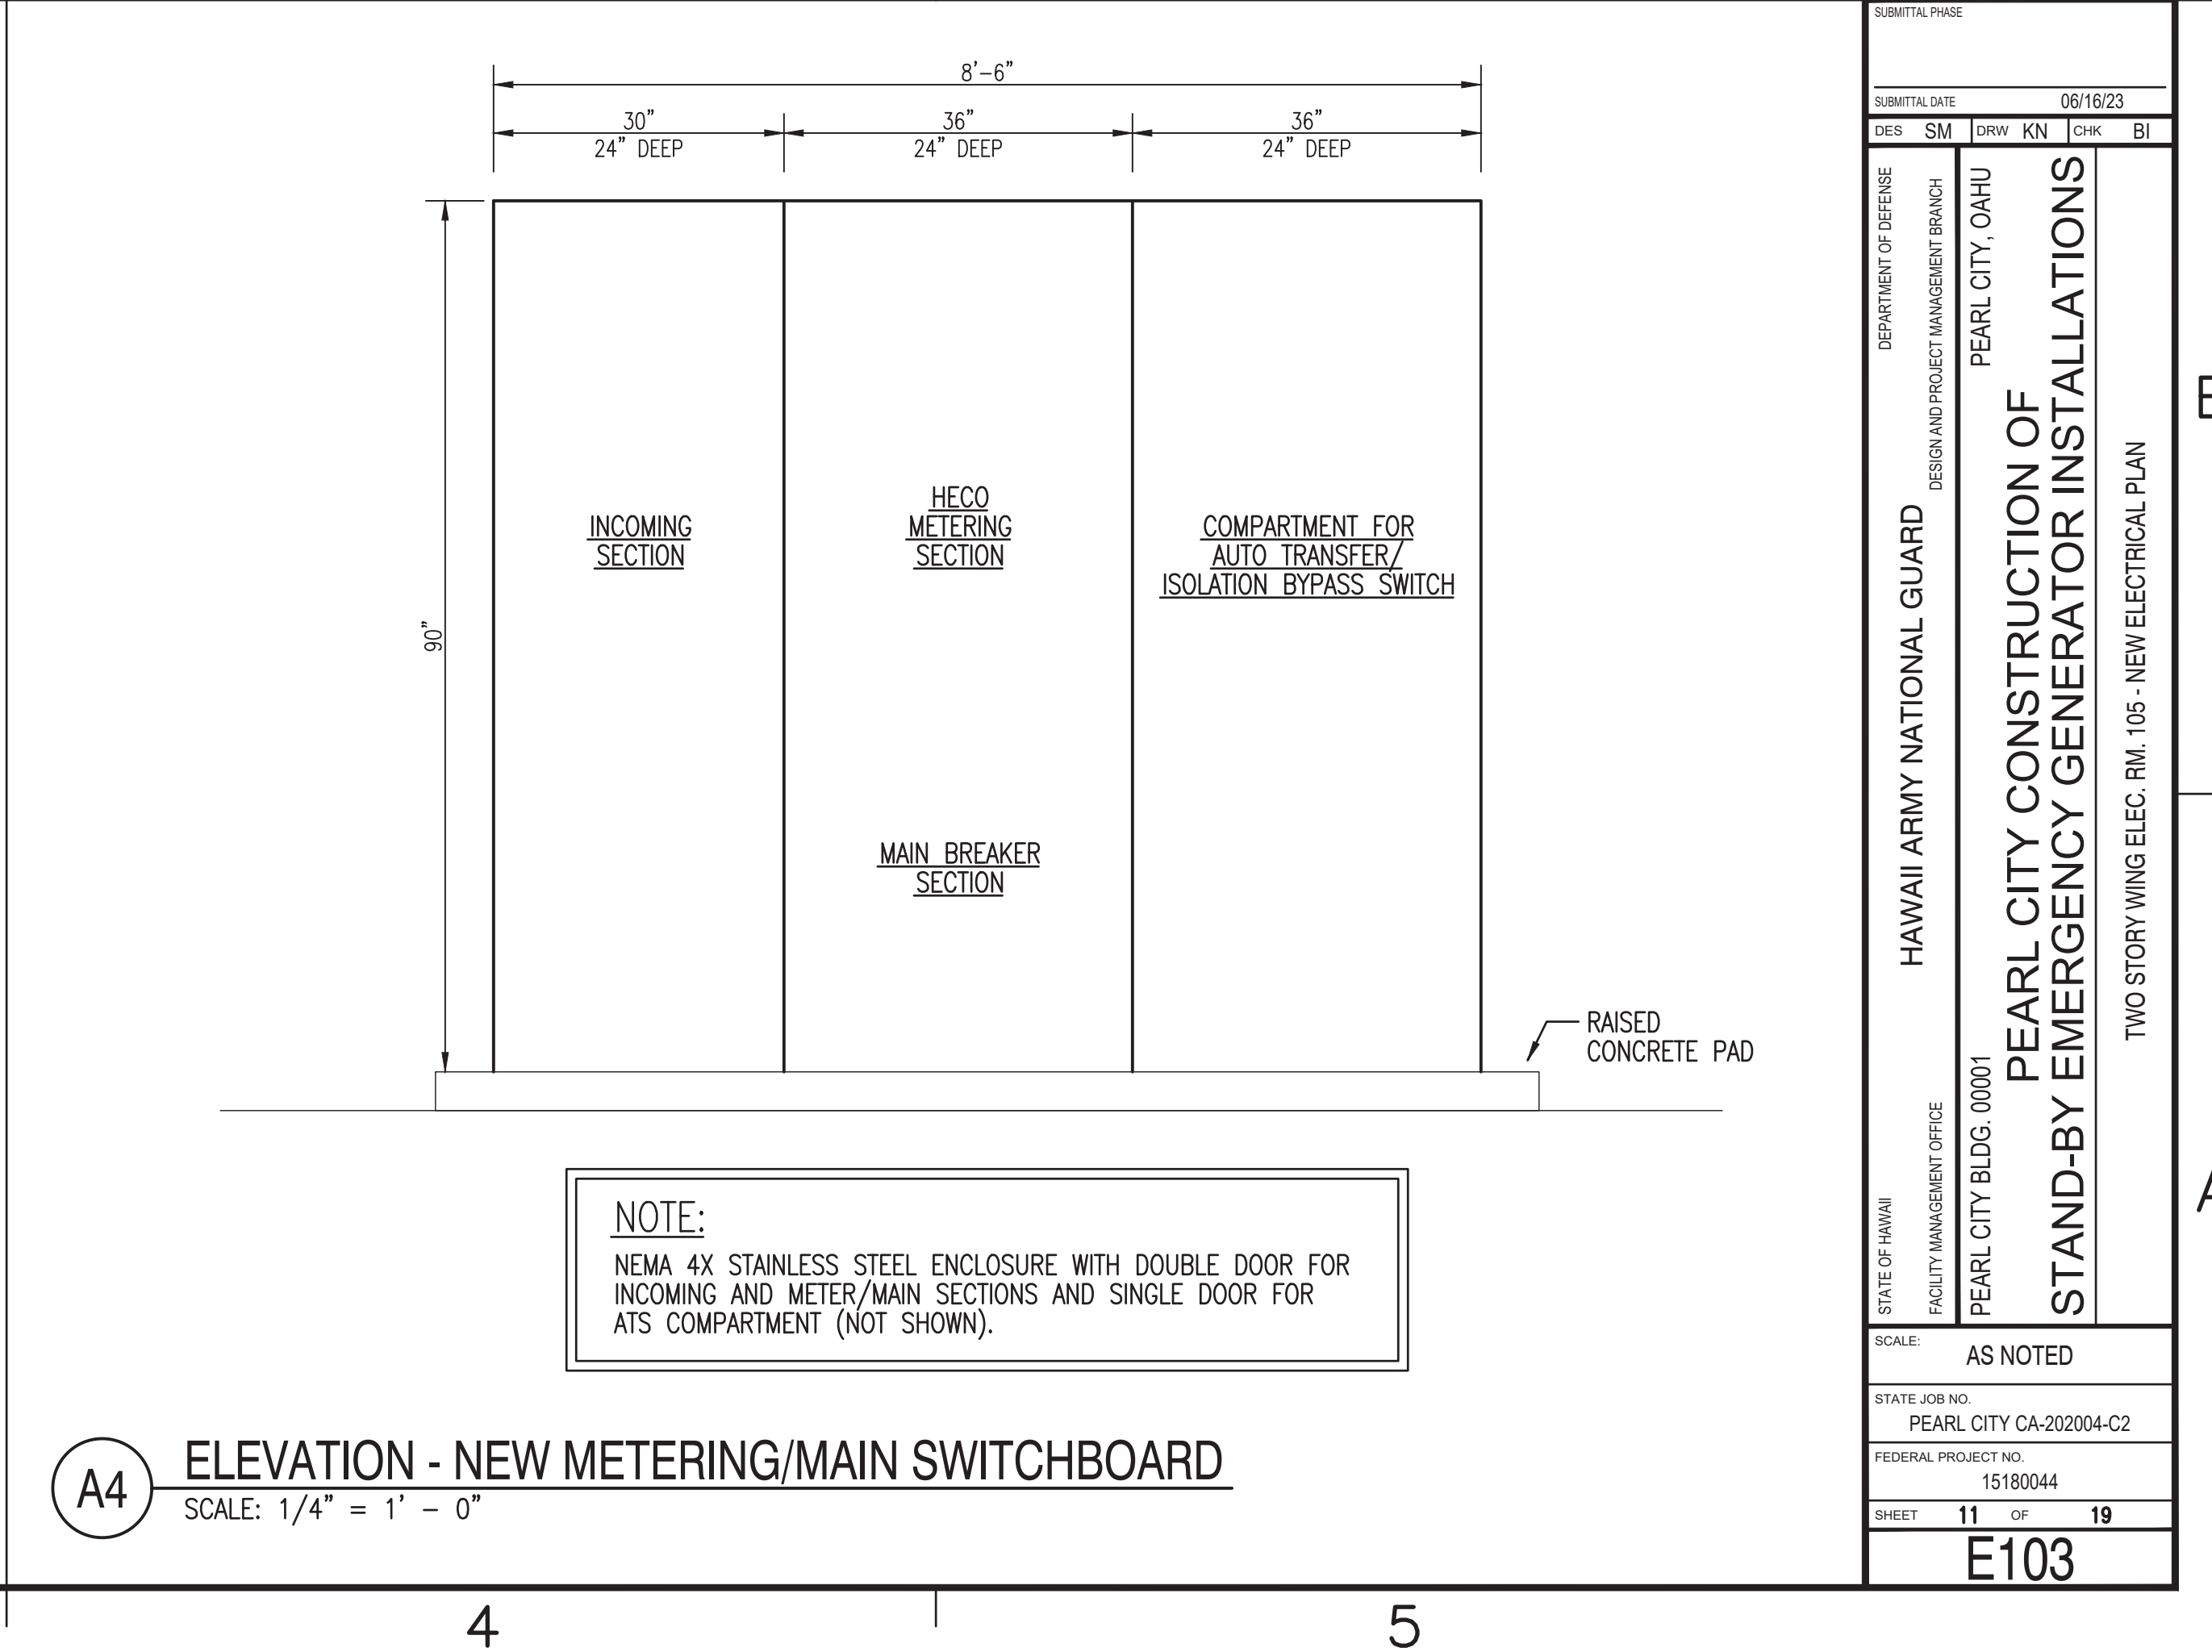 8'-6"
30"
24" DEEP
36"
24" DEEP
36"
24" DEEP
90"
INCOMING
SECTION
HECO
METERING
SECTION
COMPARTMENT FOR
AUTO TRANSFER/
ISOLATION BYPASS SWITCH
MAIN BREAKER
SECTION
RAISED
CONCRETE PAD
NOTE:
NEMA 4X STAINLESS STEEL ENCLOSURE WITH DOUBLE DOOR FOR
INCOMING AND METER/MAIN SECTIONS AND SINGLE DOOR FOR
ATS COMPARTMENT (NOT SHOWN).
A4
ELEVATION - NEW METERING/MAIN SWITCHBOARD
SCALE: 1/4" = 1' - 0"
4
5
SUBMITTAL PHASE
SUBMITTAL DATE 06/16/23
DES SM DRW KN CHK BI
STATE OF HAWAII DEPARTMENT OF DEFENSE
HAWAII ARMY NATIONAL GUARD
FACILITY MANAGEMENT OFFICE DESIGN AND PROJECT MANAGEMENT BRANCH
PEARL CITY BLDG. 00001 PEARL CITY, OAHU
PEARL CITY CONSTRUCTION OF
STAND-BY EMERGENCY GENERATOR INSTALLATIONS
TWO STORY WING ELEC. RM. 105 - NEW ELECTRICAL PLAN
SCALE:
AS NOTED
STATE JOB NO.
PEARL CITY CA-202004-C2
FEDERAL PROJECT NO.
15180044
SHEET 11 OF 19
E103